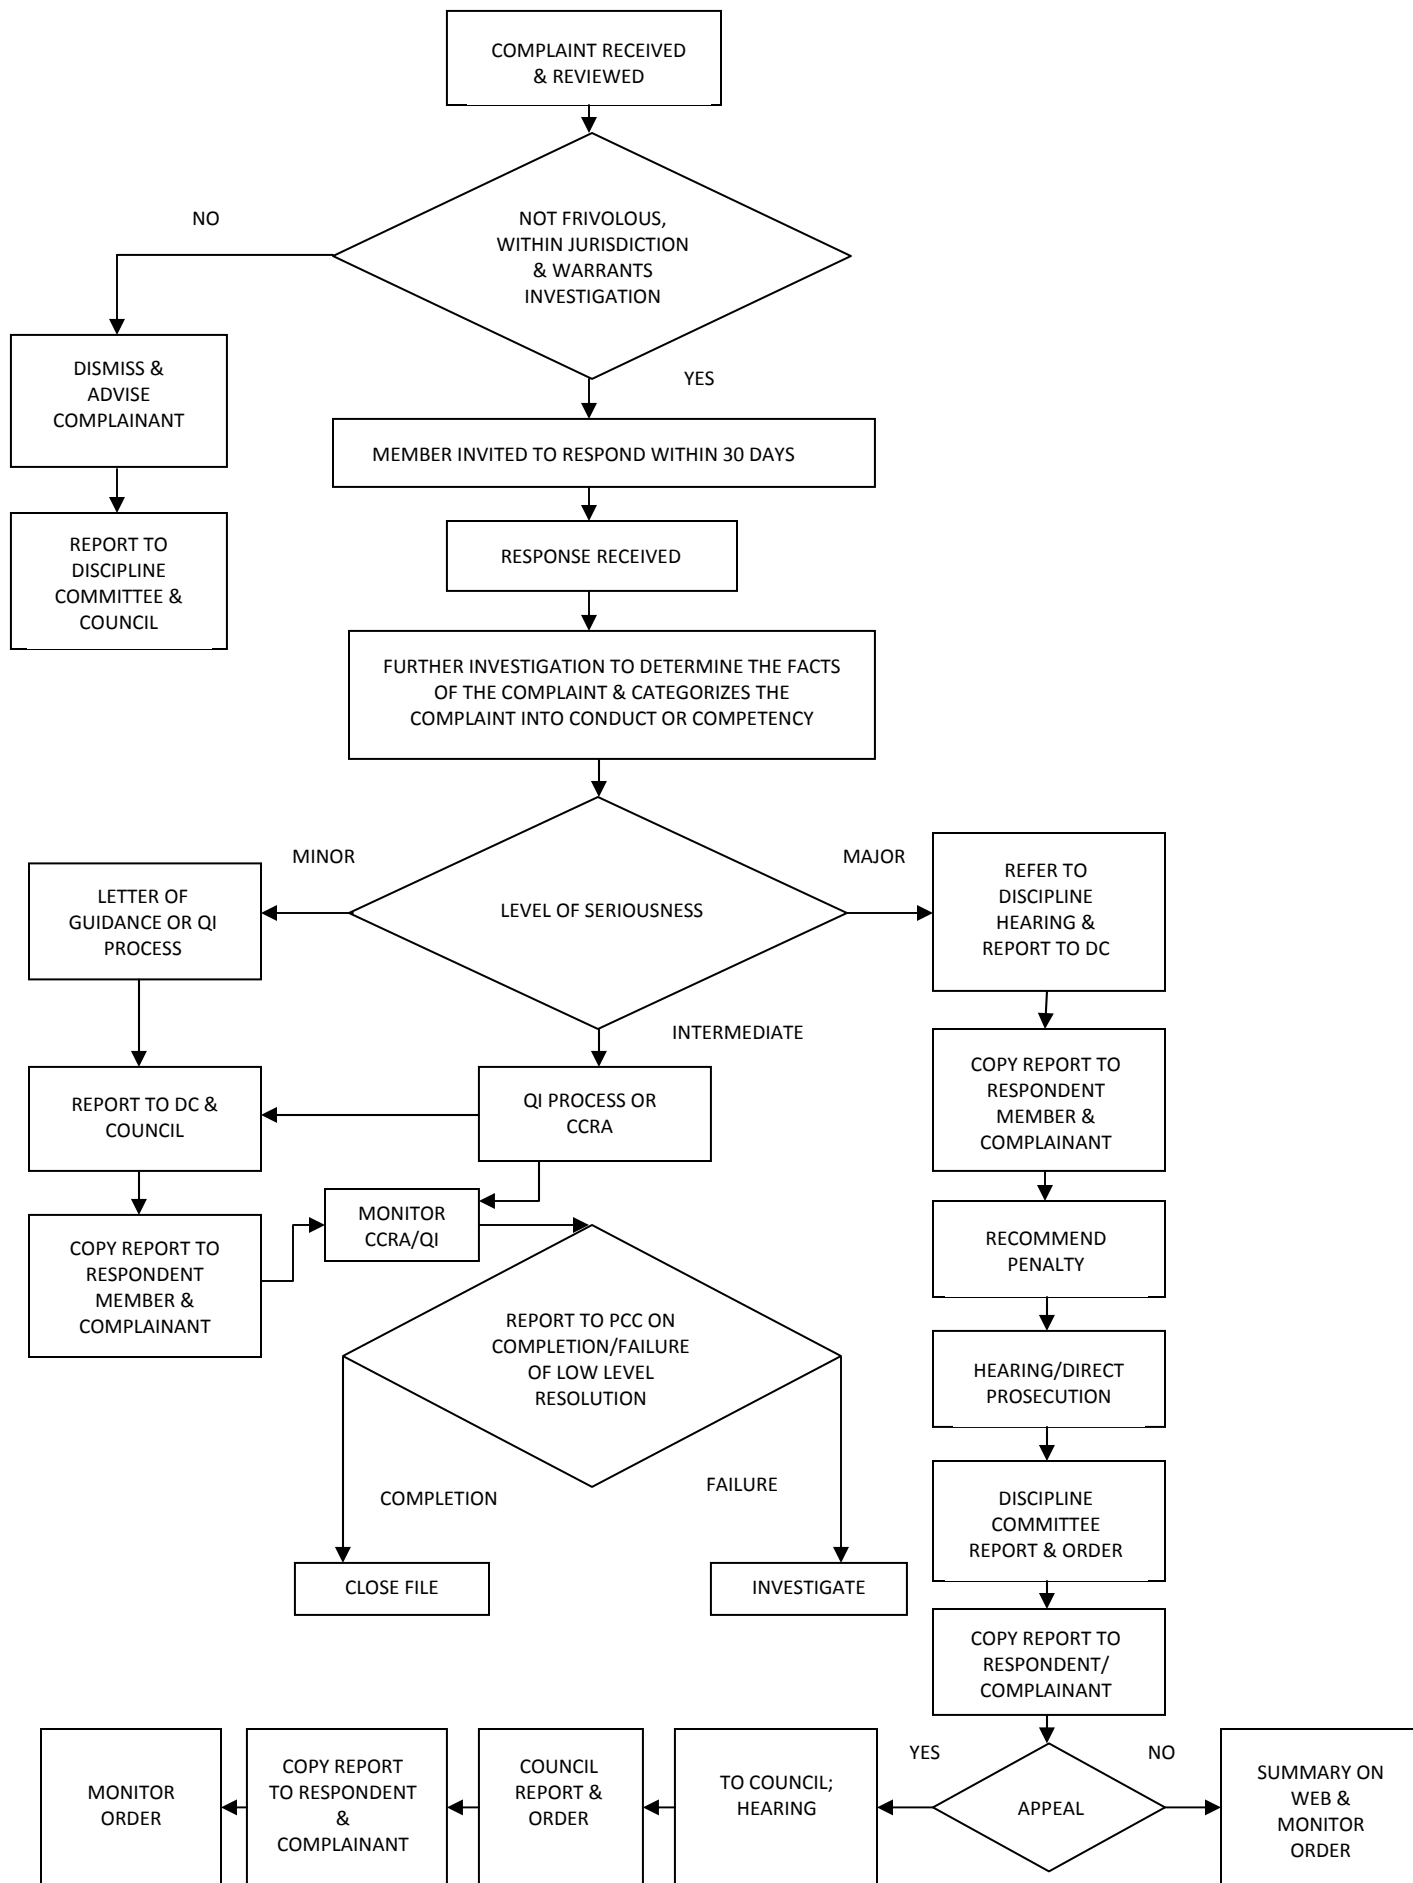 COMPLAINT RECEIVED
& REVIEWED
NO
NOT FRIVOLOUS,
WITHIN JURISDICTION
& WARRANTS
INVESTIGATION
DISMISS &
ADVISE
COMPLAINANT
YES
MEMBER INVITED TO RESPOND WITHIN 30 DAYS
REPORT TO
DISCIPLINE
COMMITTEE &
COUNCIL
RESPONSE RECEIVED
FURTHER INVESTIGATION TO DETERMINE THE FACTS
OF THE COMPLAINT & CATEGORIZES THE
COMPLAINT INTO CONDUCT OR COMPETENCY
MINOR
MAJOR
LETTER OF
GUIDANCE OR QI
PROCESS
LEVEL OF SERIOUSNESS
REFER TO
DISCIPLINE
HEARING &
REPORT TO DC
INTERMEDIATE
REPORT TO DC &
COUNCIL
QI PROCESS OR
CCRA
COPY REPORT TO
RESPONDENT
MEMBER &
COMPLAINANT
COPY REPORT TO
RESPONDENT
MEMBER &
COMPLAINANT
MONITOR
CCRA/QI
RECOMMEND
PENALTY
REPORT TO PCC ON
COMPLETION/FAILURE
OF LOW LEVEL
RESOLUTION
HEARING/DIRECT
PROSECUTION
COMPLETION
FAILURE
DISCIPLINE
COMMITTEE
REPORT & ORDER
CLOSE FILE
INVESTIGATE
COPY REPORT TO
RESPONDENT/
COMPLAINANT
MONITOR
ORDER
COPY REPORT
TO RESPONDENT
&
COMPLAINANT
COUNCIL
REPORT &
ORDER
TO COUNCIL;
HEARING
YES
APPEAL
NO
SUMMARY ON
WEB &
MONITOR
ORDER